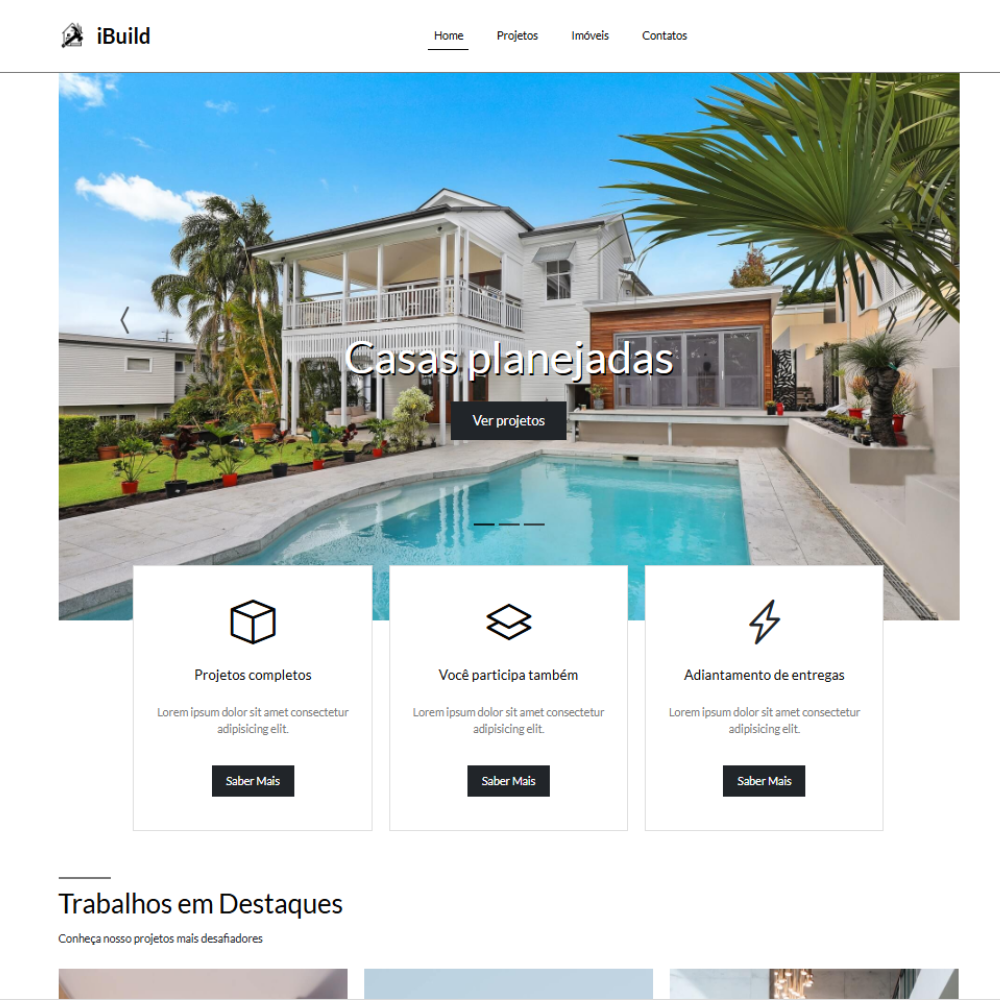 iBuild
Home Projetos Imóveis Contatos
Casas planejadas
Ver projetos
Projetos completos
Lorem ipsum dolor sit amet consectetur
adipisicing elit.
Saber Mais
Você participa também
Lorem ipsum dolor sit amet consectetur
adipisicing elit.
Saber Mais
Adiantamento de entregas
Lorem ipsum dolor sit amet consectetur
adipisicing elit.
Saber Mais
Trabalhos em Destaques
Conheça nosso projetos mais desafiadores